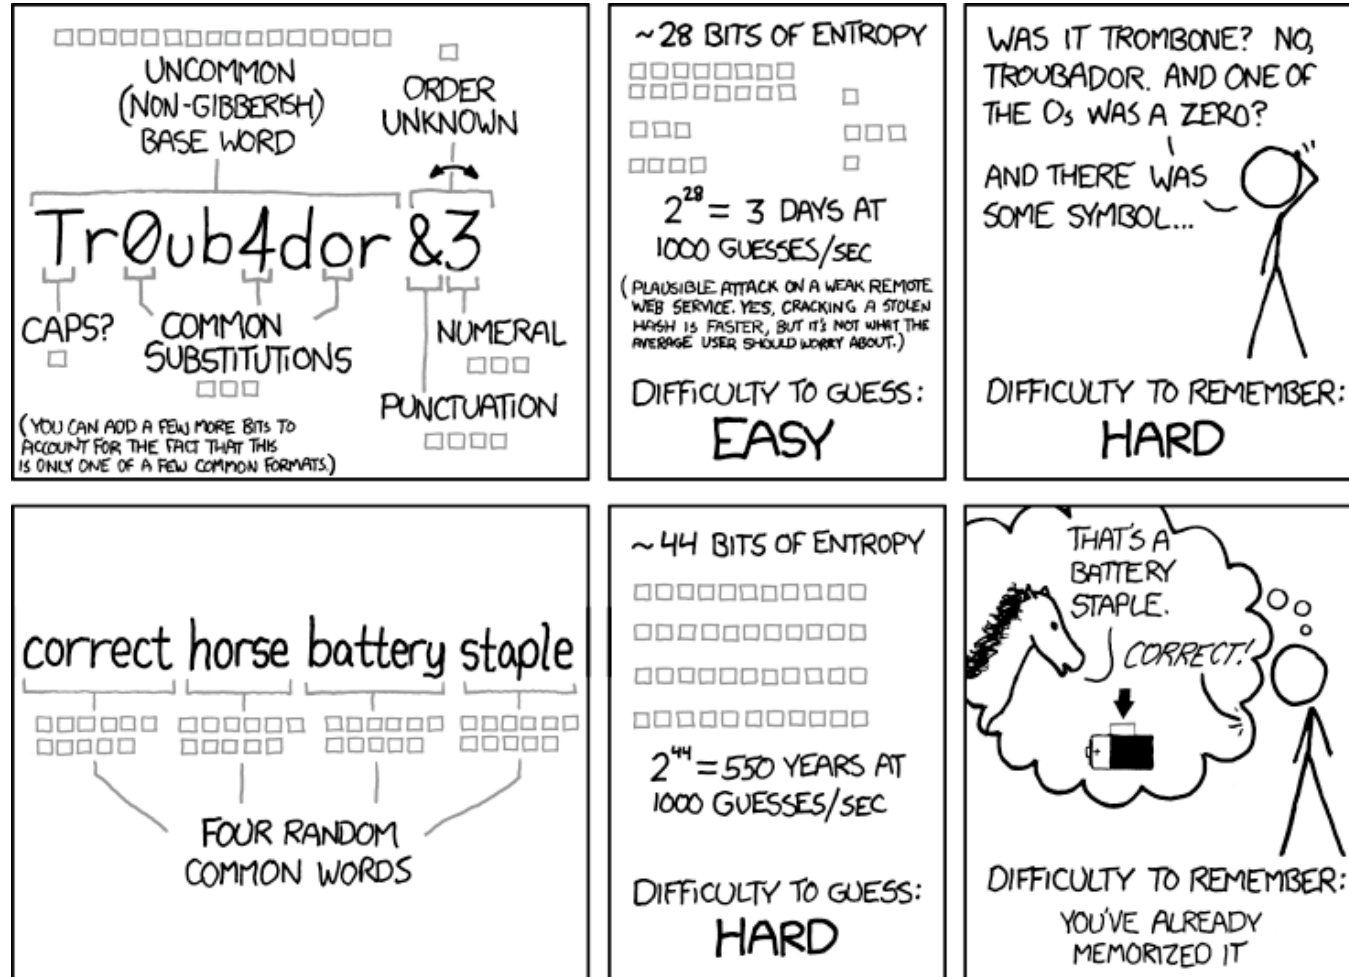 UNCOMMON
(NON-GIBBERISH)
BASE WORD
ORDER
UNKNOWN
Tr0ub4dor &3
CAPS?
COMMON
SUBSTITUTIONS
NUMERAL
PUNCTUATION
(YOU CAN ADD A FEW MORE BITS TO
ACCOUNT FOR THE FACT THAT THIS
IS ONLY ONE OF A FEW COMMON FORMATS.)
~28 BITS OF ENTROPY
2^28 = 3 DAYS AT
1000 GUESSES/SEC
(PLAUSIBLE ATTACK ON A WEAK REMOTE
WEB SERVICE. YES, CRACKING A STOLEN
HASH IS FASTER, BUT IT'S NOT WHAT THE
AVERAGE USER SHOULD WORRY ABOUT.)
DIFFICULTY TO GUESS:
EASY
WAS IT TROMBONE? NO,
TROUBADOR. AND ONE OF
THE Os WAS A ZERO?
AND THERE WAS
SOME SYMBOL...
DIFFICULTY TO REMEMBER:
HARD
correct horse battery staple
FOUR RANDOM
COMMON WORDS
~44 BITS OF ENTROPY
2^44 = 550 YEARS AT
1000 GUESSES/SEC
DIFFICULTY TO GUESS:
HARD
THAT'S A
BATTERY
STAPLE.
CORRECT!
+
DIFFICULTY TO REMEMBER:
YOU'VE ALREADY
MEMORIZED IT